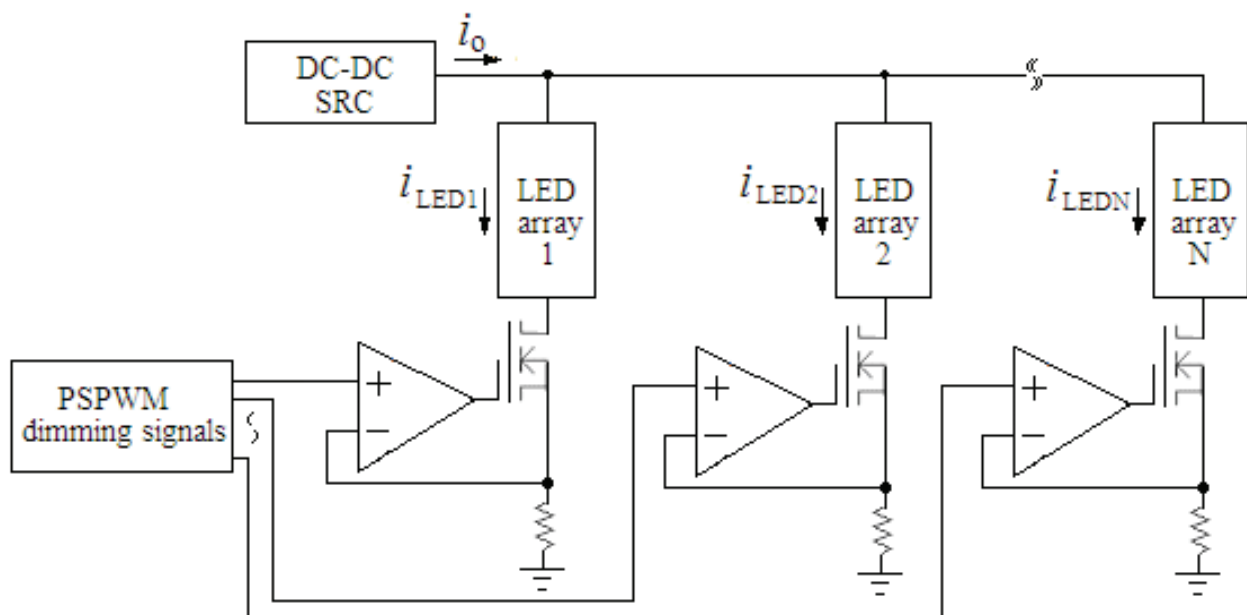 i_o
DC-DC
SRC
i_LED1
LED
array
1
i_LED2
LED
array
2
i_LEDN
LED
array
N
PSPWM
dimming signals
+
−
+
−
+
−